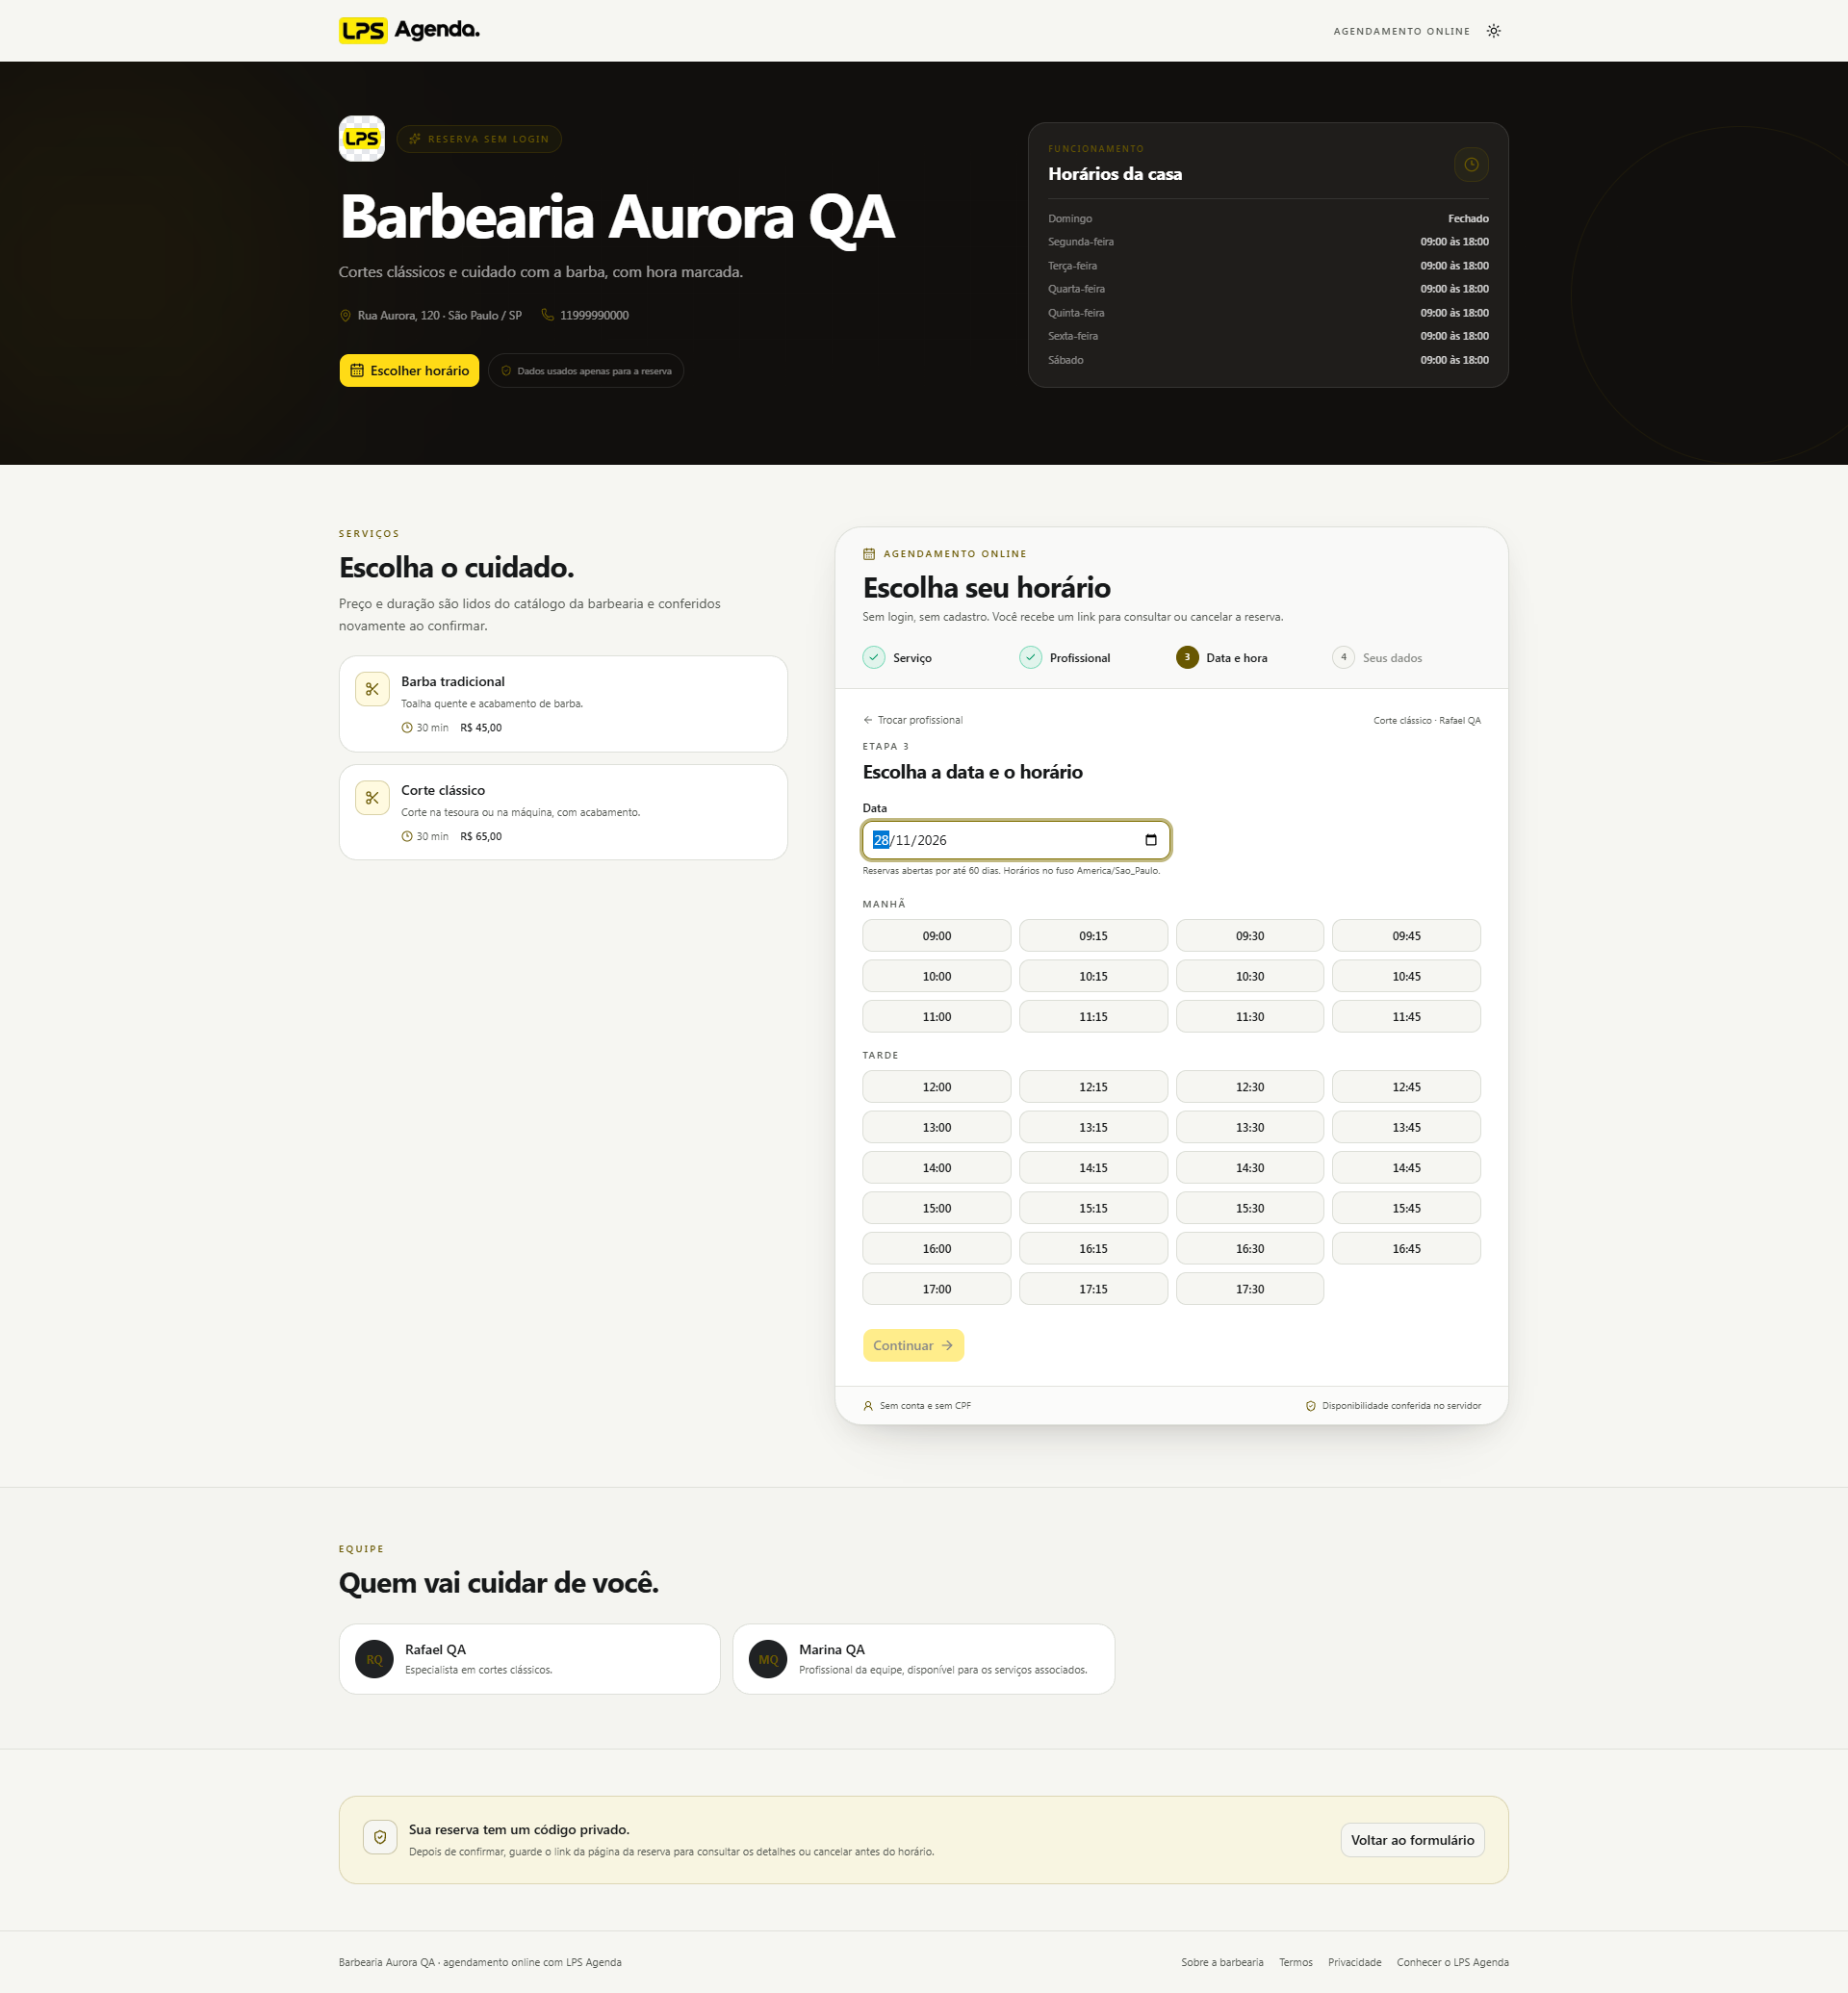 LPS Agenda.
AGENDAMENTO ONLINE
LPS
RESERVA SEM LOGIN
Barbearia Aurora QA
Cortes clássicos e cuidado com a barba, com hora marcada.
Rua Aurora, 120 · São Paulo / SP
11999990000
Escolher horário
Dados usados apenas para a reserva
FUNCIONAMENTO
Horários da casa
Domingo Fechado
Segunda-feira 09:00 às 18:00
Terça-feira 09:00 às 18:00
Quarta-feira 09:00 às 18:00
Quinta-feira 09:00 às 18:00
Sexta-feira 09:00 às 18:00
Sábado 09:00 às 18:00
SERVIÇOS
Escolha o cuidado.
Preço e duração são lidos do catálogo da barbearia e conferidos
novamente ao confirmar.
Barba tradicional
Toalha quente e acabamento de barba.
30 min R$ 45,00
Corte clássico
Corte na tesoura ou na máquina, com acabamento.
30 min R$ 65,00
AGENDAMENTO ONLINE
Escolha seu horário
Sem login, sem cadastro. Você recebe um link para consultar ou cancelar a reserva.
Serviço
Profissional
3 Data e hora
4 Seus dados
Trocar profissional
Corte clássico · Rafael QA
ETAPA 3
Escolha a data e o horário
Data
28/11/2026
Reservas abertas por até 60 dias. Horários no fuso America/Sao_Paulo.
MANHÃ
09:00 09:15 09:30 09:45
10:00 10:15 10:30 10:45
11:00 11:15 11:30 11:45
TARDE
12:00 12:15 12:30 12:45
13:00 13:15 13:30 13:45
14:00 14:15 14:30 14:45
15:00 15:15 15:30 15:45
16:00 16:15 16:30 16:45
17:00 17:15 17:30
Continuar
Sem conta e sem CPF
Disponibilidade conferida no servidor
EQUIPE
Quem vai cuidar de você.
RQ
Rafael QA
Especialista em cortes clássicos.
MQ
Marina QA
Profissional da equipe, disponível para os serviços associados.
Sua reserva tem um código privado.
Depois de confirmar, guarde o link da página da reserva para consultar os detalhes ou cancelar antes do horário.
Voltar ao formulário
Barbearia Aurora QA · agendamento online com LPS Agenda
Sobre a barbearia Termos Privacidade Conhecer o LPS Agenda